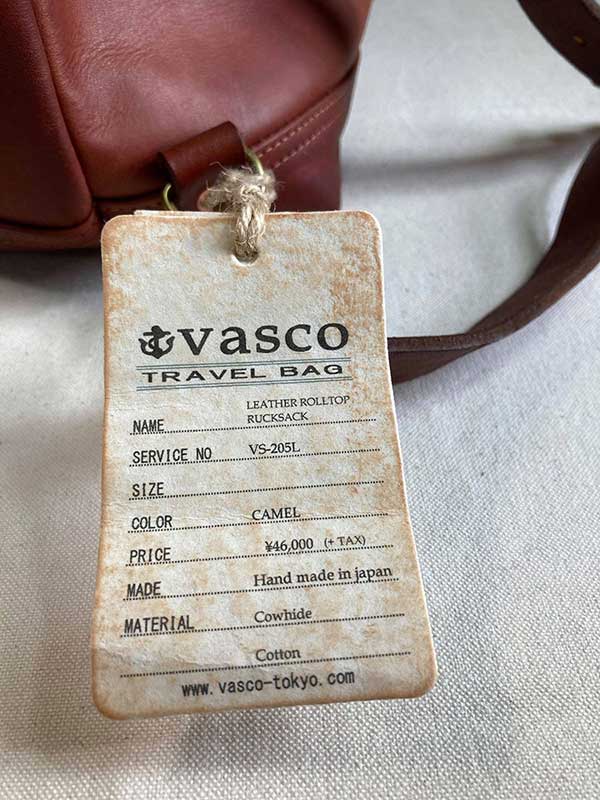 vasco
TRAVEL BAG
NAME LEATHER ROLLTOP
RUCKSACK
SERVICE NO VS-205L
SIZE
COLOR CAMEL
PRICE ¥46,000 (+ TAX)
MADE Hand made in japan
MATERIAL Cowhide
Cotton
www.vasco-tokyo.com